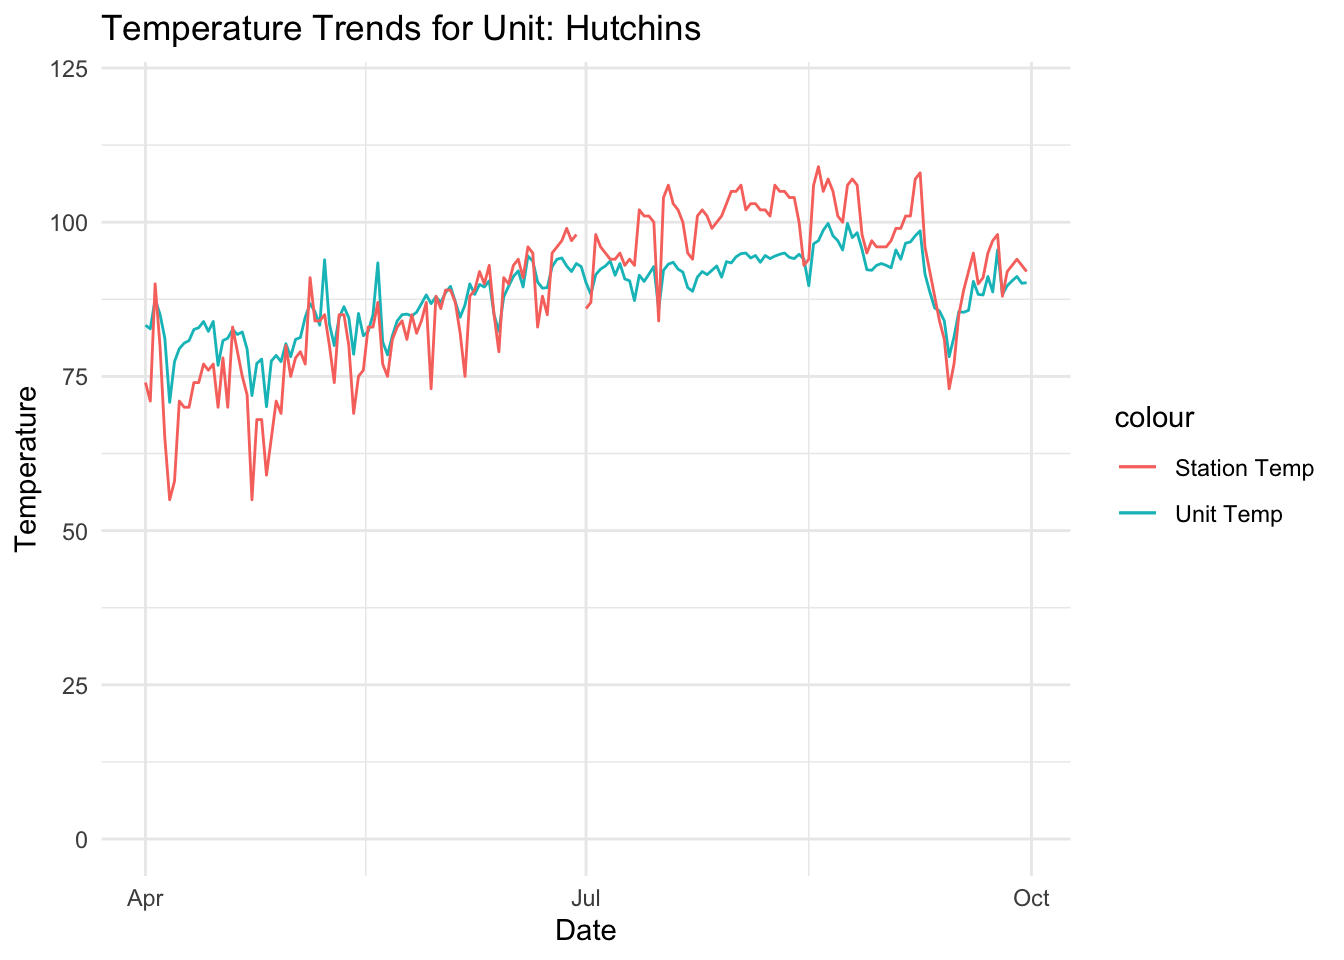 Temperature Trends for Unit: Hutchins
125
100
75
50
25
0
Temperature
Apr
Jul
Oct
Date
colour
Station Temp
Unit Temp